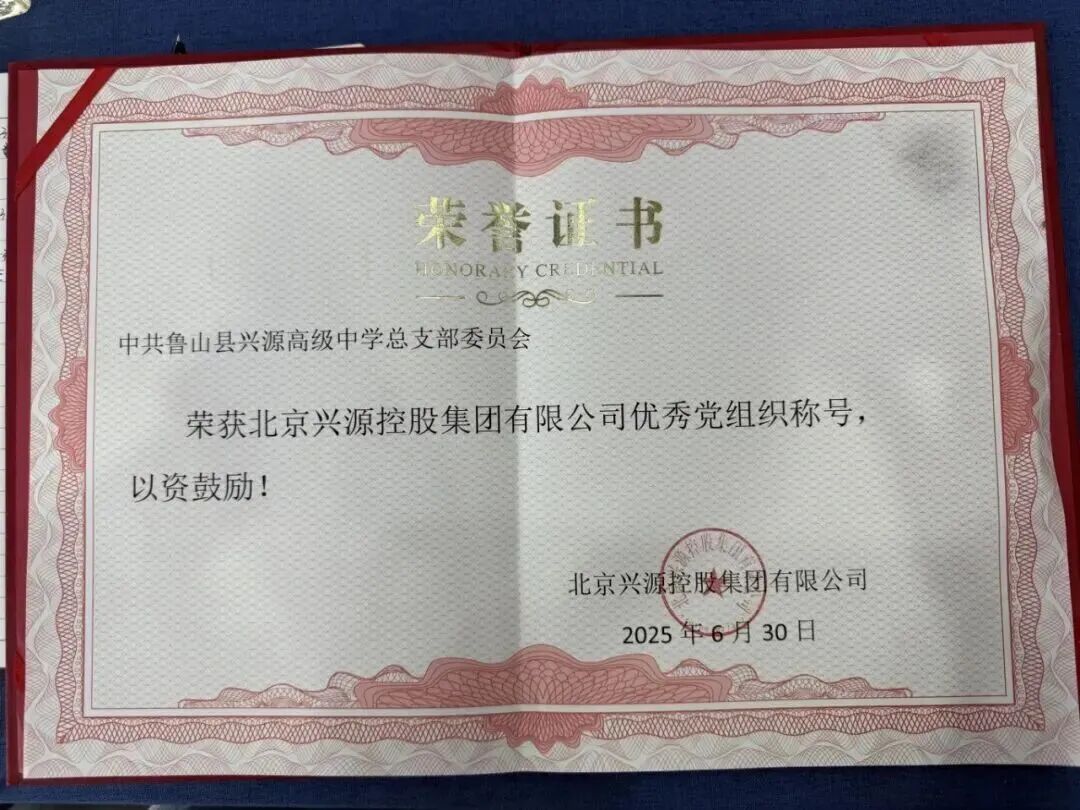 荣誉证书
HONORARY CREDENTIAL
中共鲁山县兴源高级中学总支部委员会
荣获北京兴源控股集团有限公司优秀党组织称号，
以资鼓励！
北京兴源控股集团有限公司
2025 年 6 月 30 日